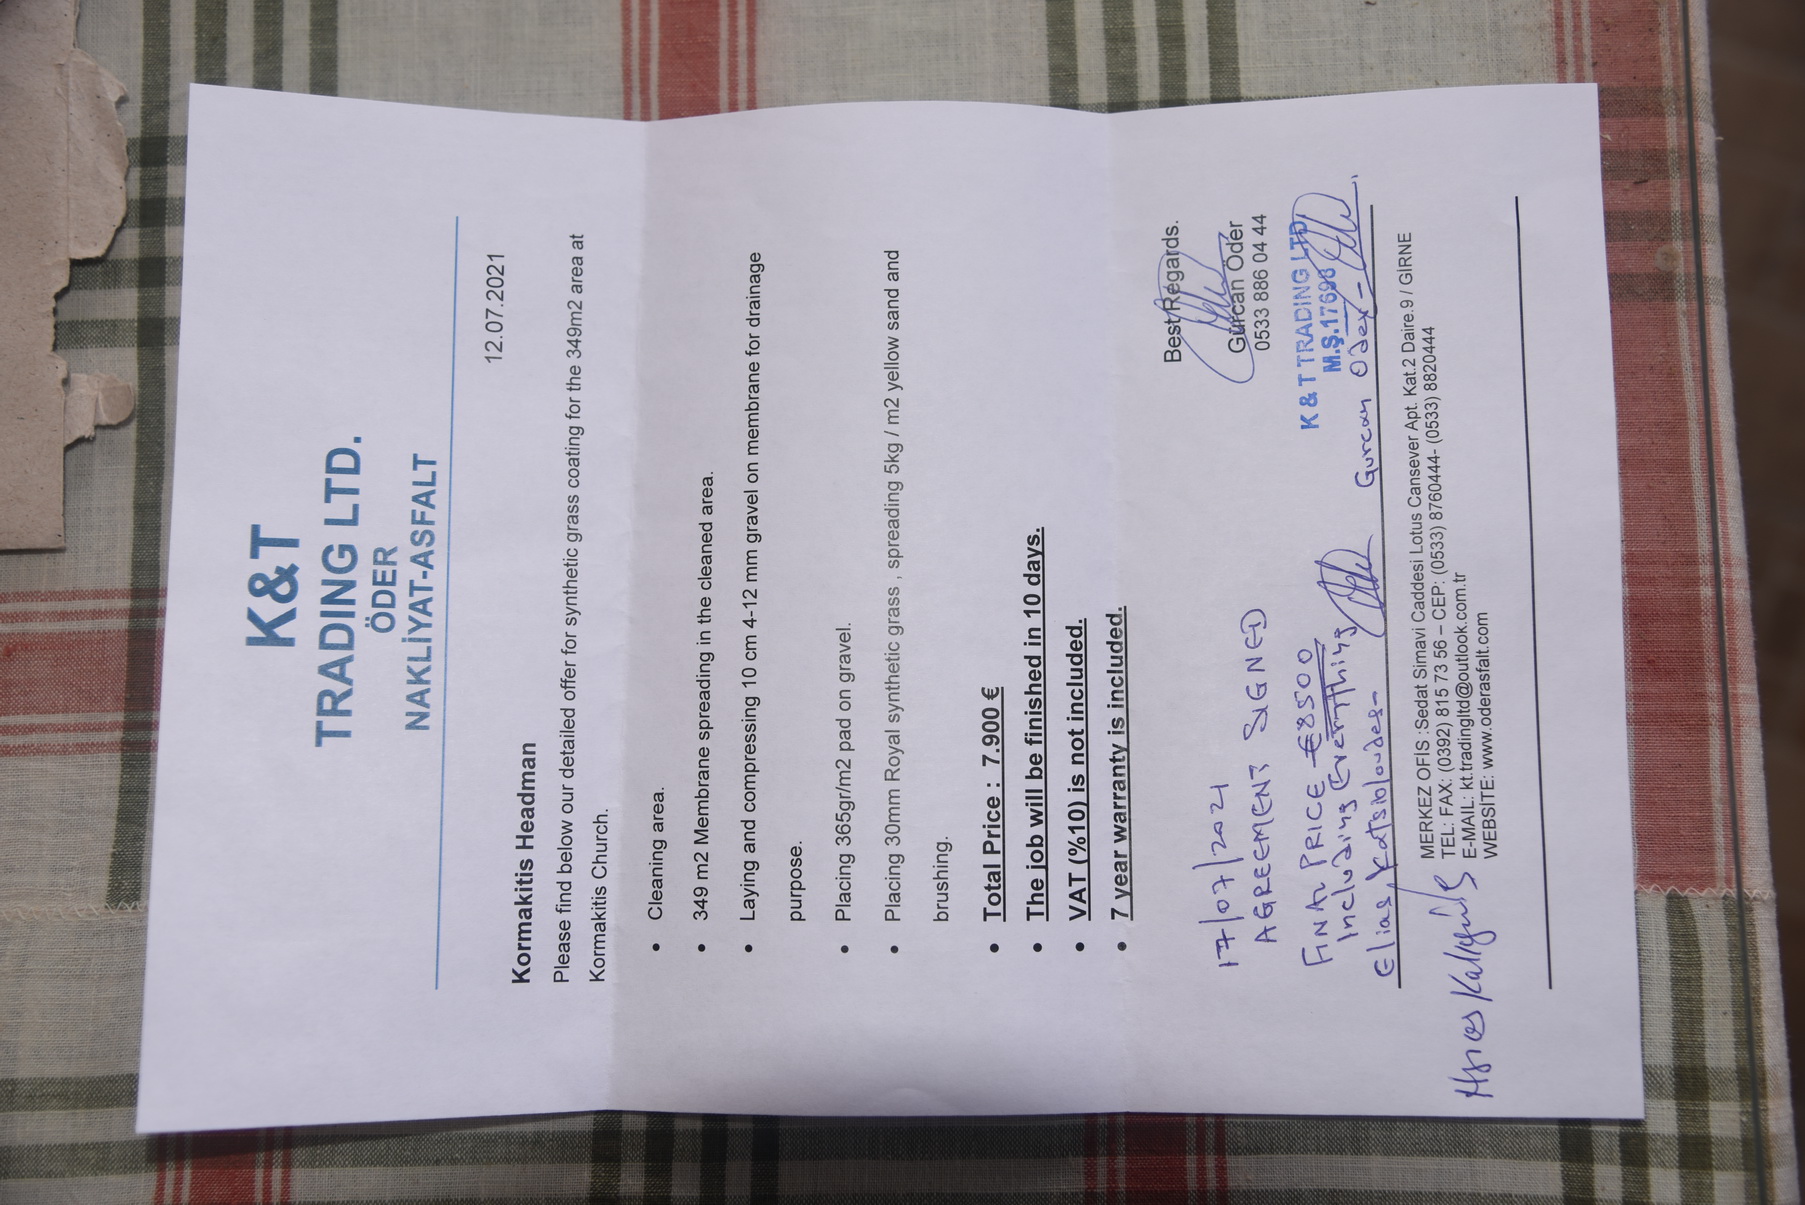 K&T
TRADING LTD.
ÖDER
NAKLİYAT-ASFALT
12.07.2021
Kormakitis Headman
Please find below our detailed offer for synthetic grass coating for the 349m2 area at
Kormakitis Church.
• Cleaning area.
• 349 m2 Membrane spreading in the cleaned area.
• Laying and compressing 10 cm 4-12 mm gravel on membrane for drainage
purpose.
• Placing 365gr/m2 pad on gravel.
• Placing 30mm Royal synthetic grass , spreading 5kg / m2 yellow sand and
brushing.
• Total Price : 7.900 €
• The job will be finished in 10 days.
• VAT (%10) is not included.
• 7 year warranty is included.
Best Regards.
Gürcan Öder
0533 886 04 44
17/07/2021
AGREEMENT SIGNED
K & T TRADING LTD.
M.Ş.17698
FINAL PRICE €8500
Including EveryThing
Elias Katsioloudes-
Gurcan Oder-
MERKEZ OFİS :Sedat Simavi Caddesi Lotus Cansever Apt. Kat.2 Daire.9 / GİRNE
TEL: FAX: (0392) 815 73 56 – CEP: (0533) 8760444- (0533) 8820444
E-MAIL: kt.tradingltd@outlook.com.tr
WEBSİTE: www.oderasfalt.com